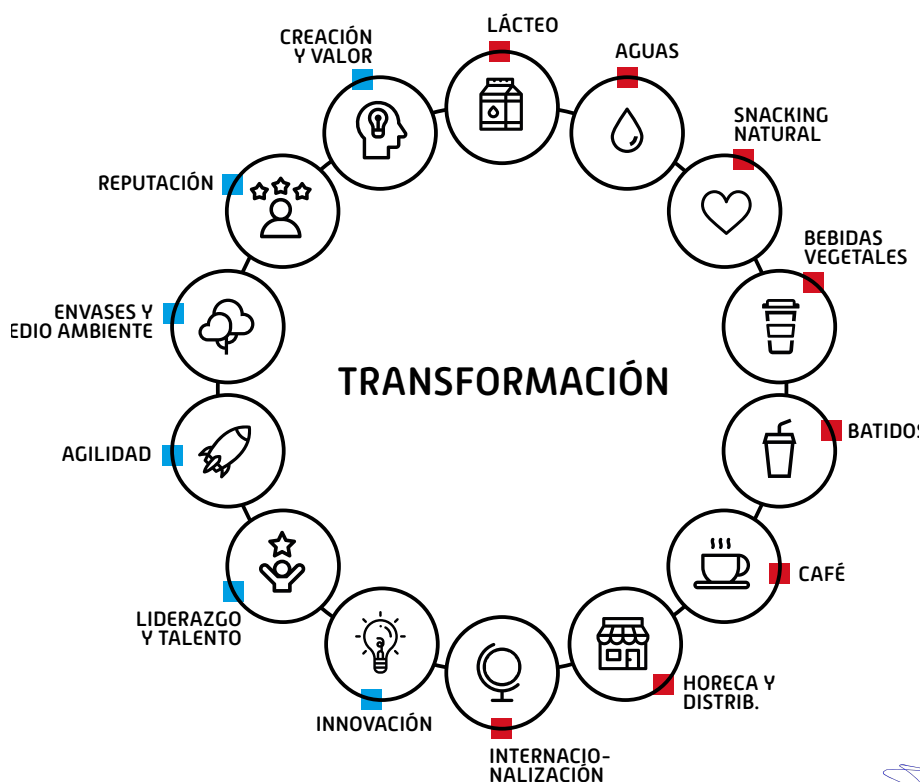 LÁCTEO
AGUAS
SNACKING
NATURAL
BEBIDAS
VEGETALES
BATIDOS
CAFÉ
HORECA Y
DISTRIB.
INTERNACIO-
NALIZACIÓN
INNOVACIÓN
LIDERAZGO
Y TALENTO
AGILIDAD
ENVASES Y
EDIO AMBIENTE
REPUTACIÓN
CREACIÓN
Y VALOR
TRANSFORMACIÓN